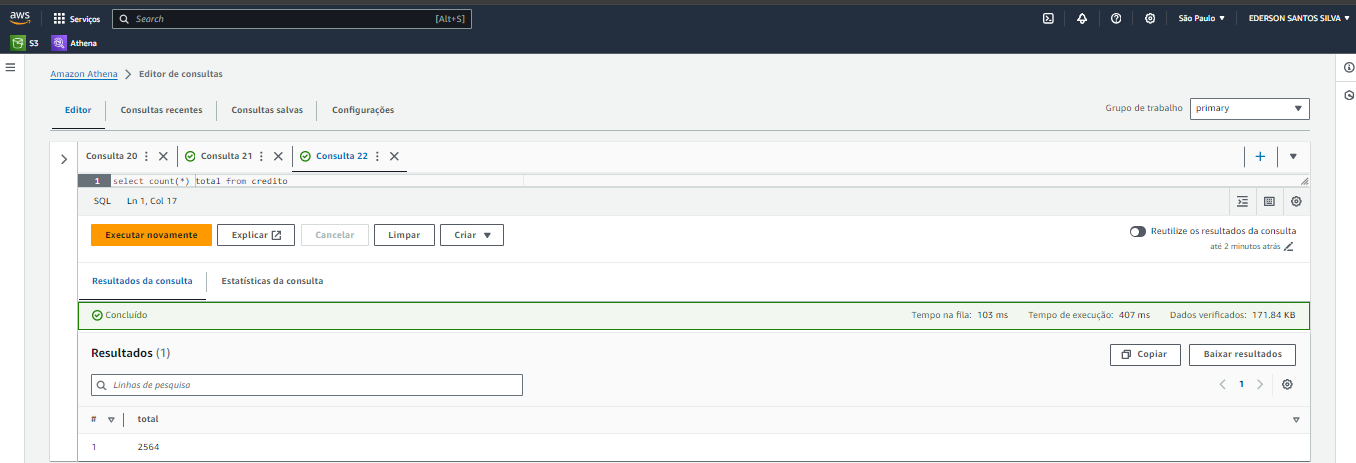 aws Serviços Search [Alt+S] São Paulo EDERSON SANTOS SILVA
S3 Athena
Amazon Athena Editor de consultas
Editor Consultas recentes Consultas salvas Configurações Grupo de trabalho primary
Consulta 20 Consulta 21 Consulta 22
1 select count(*) total from credito
SQL Ln 1, Col 17
Executar novamente Explicar Cancelar Limpar Criar Reutilize os resultados da consulta
até 2 minutos atrás
Resultados da consulta Estatísticas da consulta
Concluído Tempo na fila: 103 ms Tempo de execução: 407 ms Dados verificados: 171.84 KB
Resultados (1) Copiar Baixar resultados
Linhas de pesquisa 1
# total
1 2564